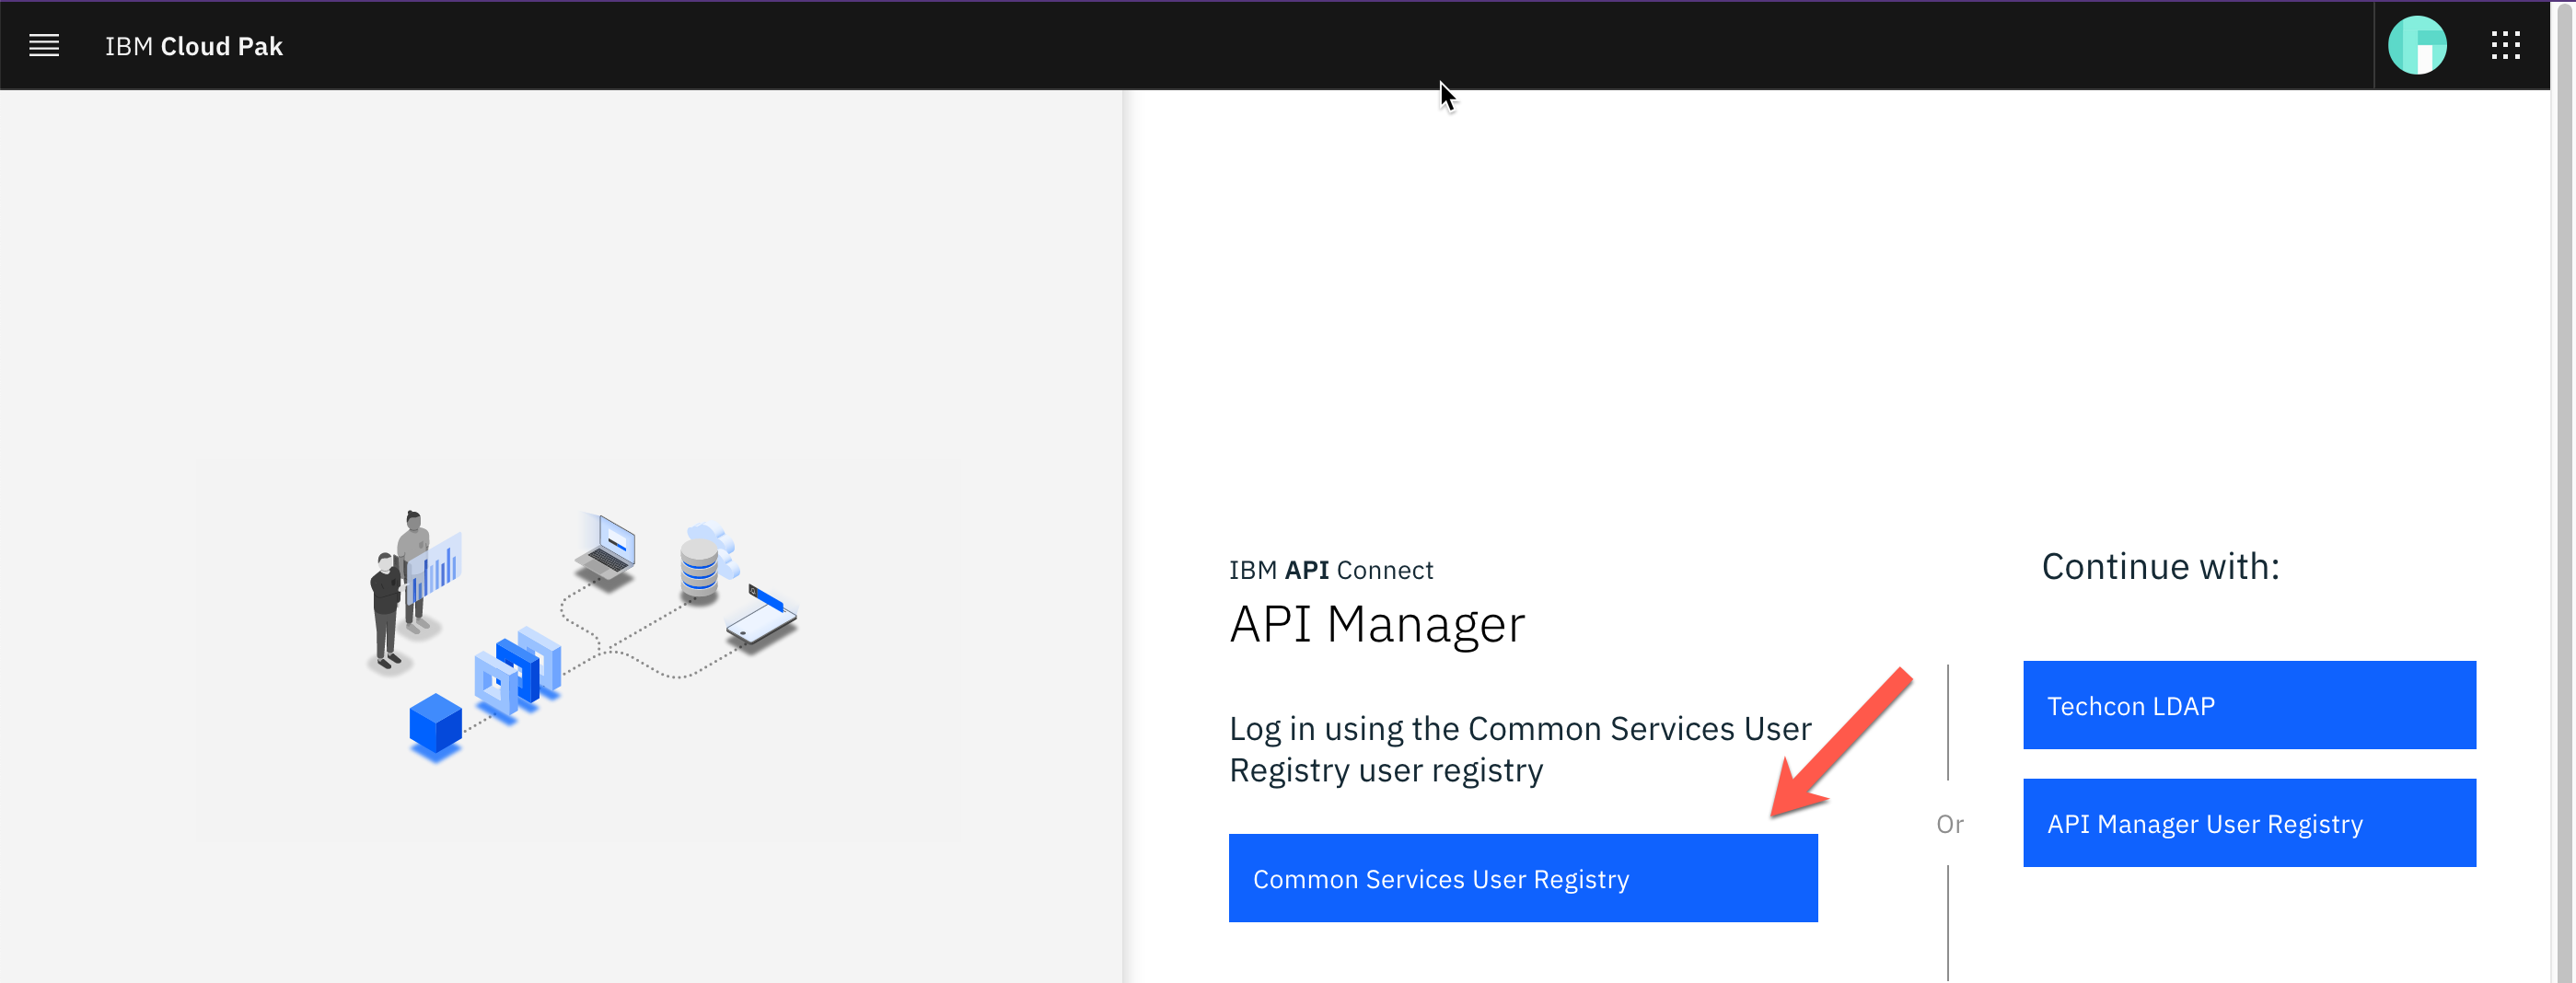 IBM Cloud Pak
IBM API Connect
API Manager
Log in using the Common Services User
Registry user registry
Common Services User Registry
Or
Continue with:
Techcon LDAP
API Manager User Registry